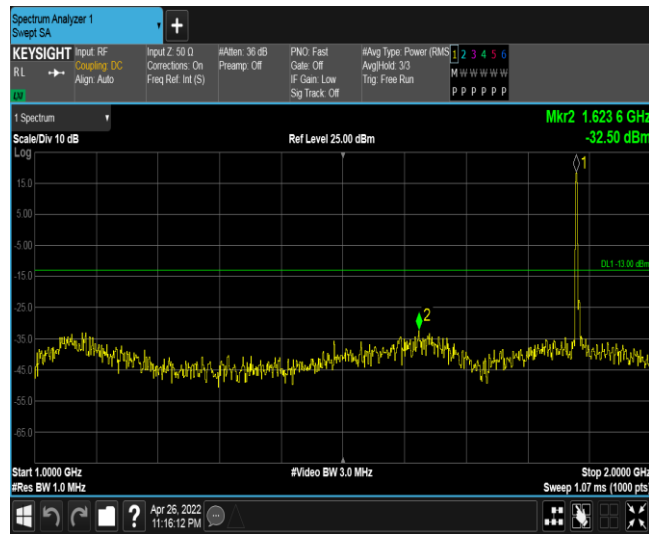 Spectrum Analyzer 1
Swept SA
+
KEYSIGHT Input: RF Input Z: 50 Ω #Atten: 36 dB PNO: Fast #Avg Type: Power (RMS 1 2 3 4 5 6
RL Coupling: DC Corrections: On Preamp: Off Gate: Off Avg|Hold: 3/3 M W W W W W
Align: Auto Freq Ref: Int (S) IF Gain: Low Trig: Free Run
Sig Track: Off P P P P P P
1 Spectrum Mkr2 1.623 6 GHz
Scale/Div 10 dB Ref Level 25.00 dBm -32.50 dBm
Log
1
15.0
5.00
-5.00
DL1 -13.00 dBm
-15.0
-25.0
2
-35.0
-45.0
-55.0
-65.0
Start 1.0000 GHz #Video BW 3.0 MHz Stop 2.0000 GHz
#Res BW 1.0 MHz Sweep 1.07 ms (1000 pts)
? Apr 26, 2022
11:16:12 PM